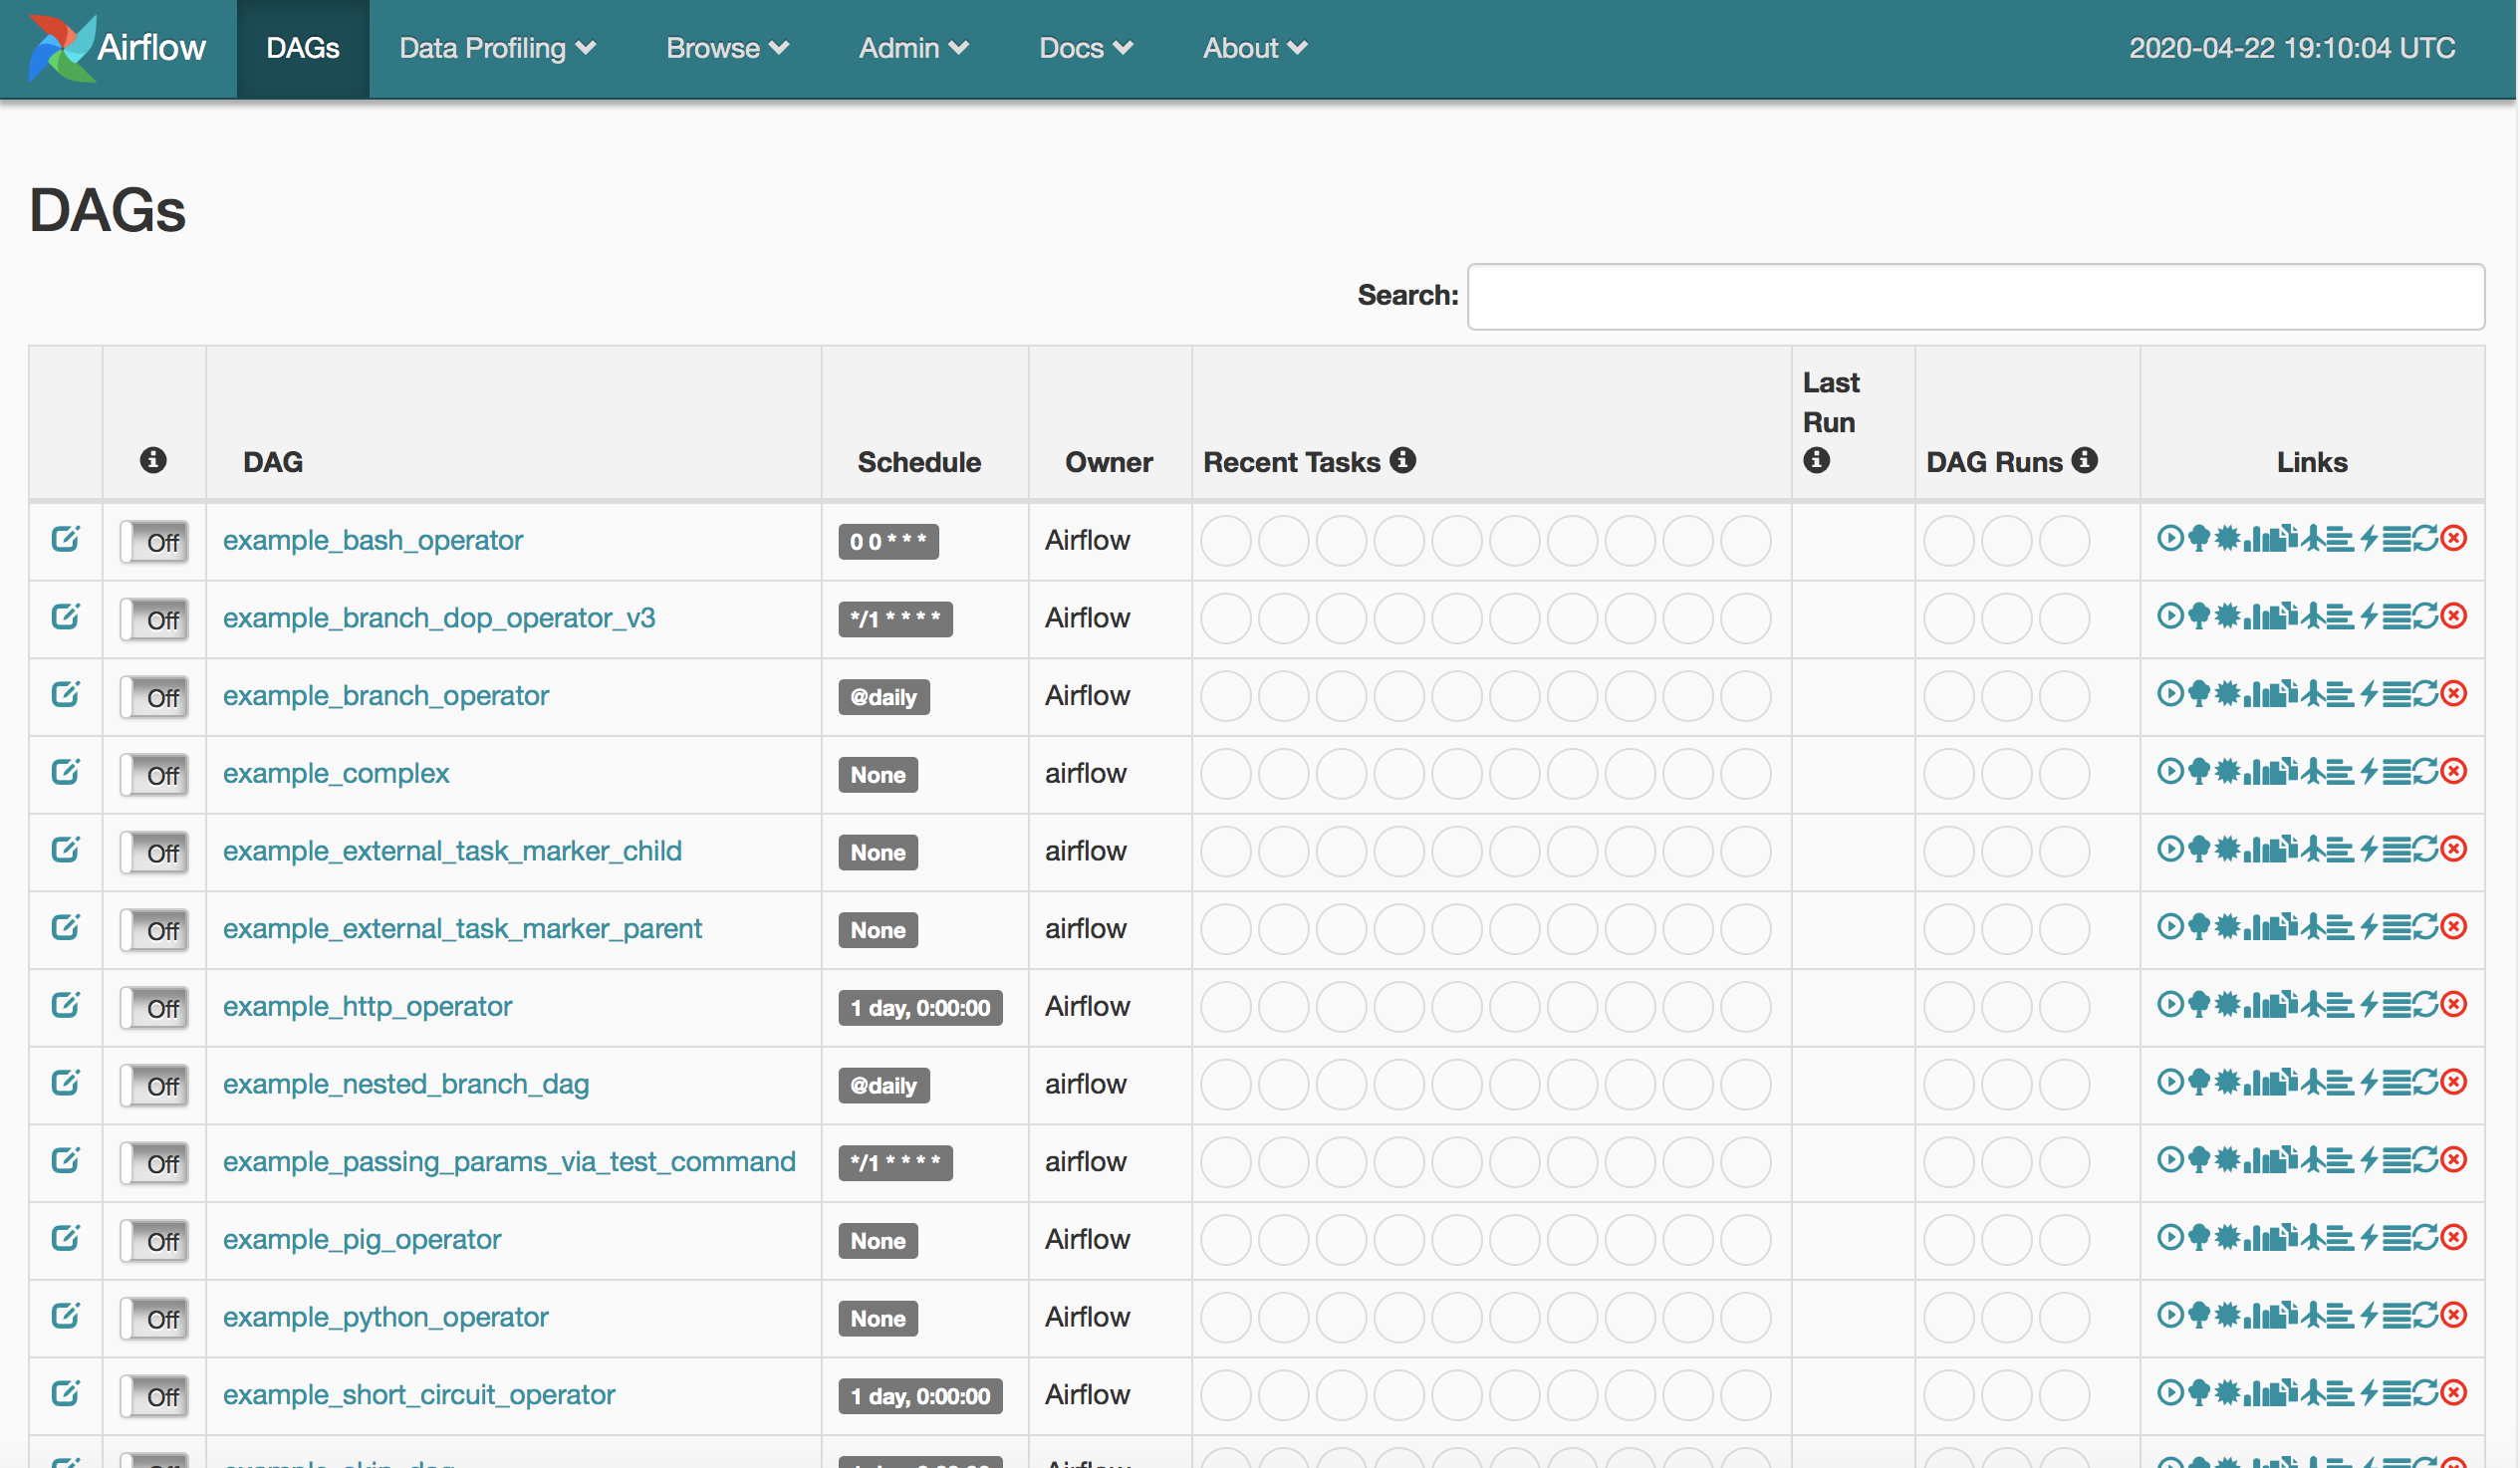 Airflow DAGs Data Profiling Browse Admin Docs About 2020-04-22 19:10:04 UTC
DAGs
Search:
DAG Schedule Owner Recent Tasks Last Run DAG Runs Links
Off example_bash_operator 0 0 * * * Airflow
Off example_branch_dop_operator_v3 */1 * * * * Airflow
Off example_branch_operator @daily Airflow
Off example_complex None airflow
Off example_external_task_marker_child None airflow
Off example_external_task_marker_parent None airflow
Off example_http_operator 1 day, 0:00:00 Airflow
Off example_nested_branch_dag @daily airflow
Off example_passing_params_via_test_command */1 * * * * airflow
Off example_pig_operator None Airflow
Off example_python_operator None Airflow
Off example_short_circuit_operator 1 day, 0:00:00 Airflow